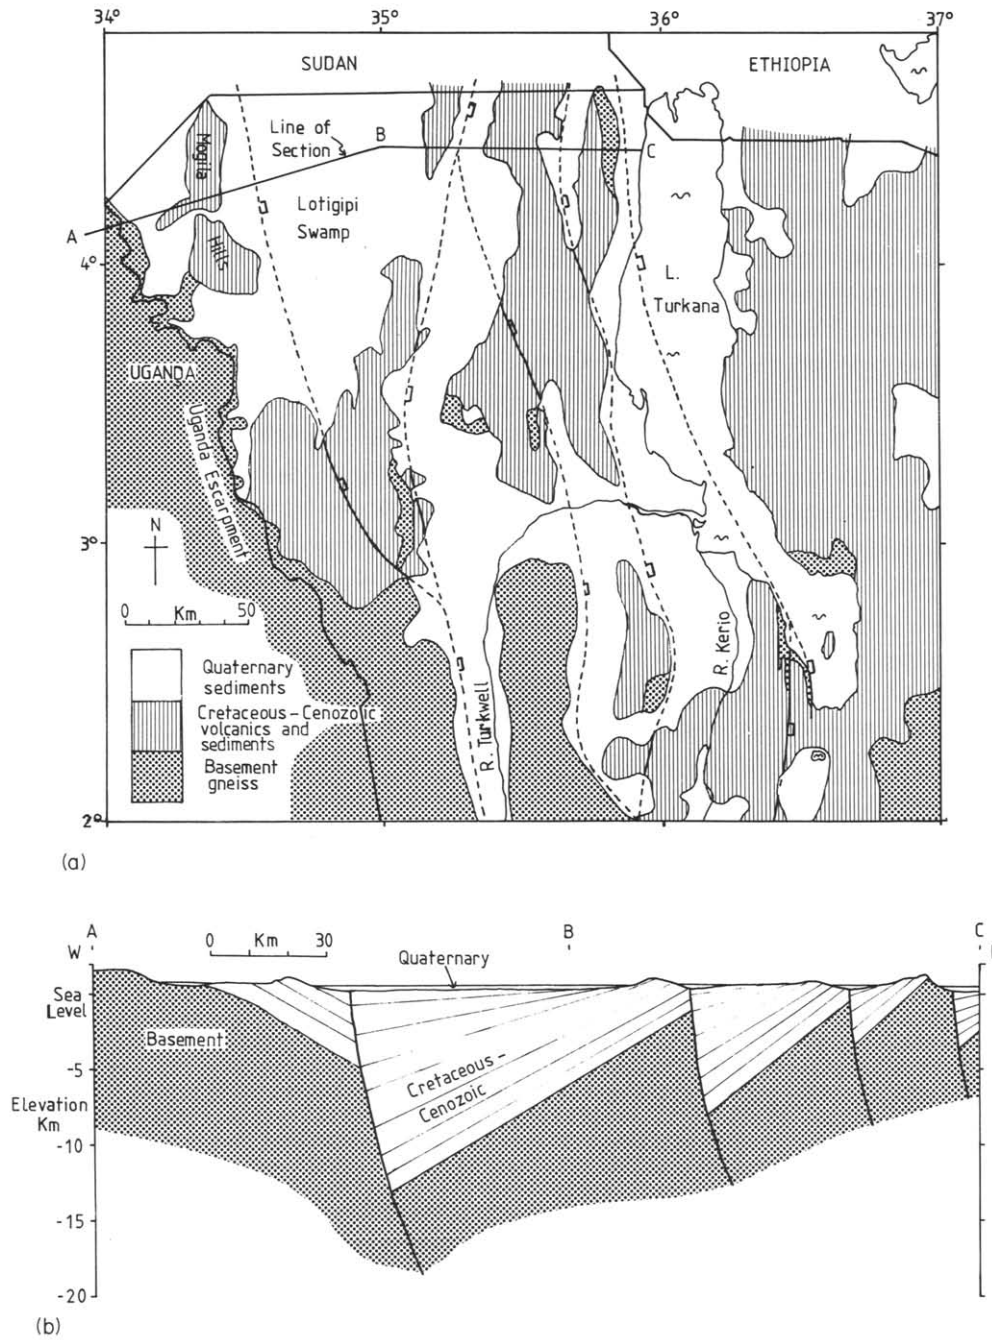 (a)
34°
35°
36°
37°
SUDAN
ETHIOPIA
Mogila
Line of
Section
B
C
Lotigipi
Swamp
A
Hills
4°
L.
Turkana
UGANDA
Uganda Escarpment
N
3°
0 Km 50
R. Turkwell
R. Kerio
Quaternary
sediments
Cretaceous - Cenozoic
volcanics and
sediments
Basement
gneiss
2°
(a)
A
B
C
W
0 Km 30
Quaternary
Sea
Level
Basement
-5
Cretaceous -
Cenozoic
Elevation
Km
-10
-15
-20
(b)